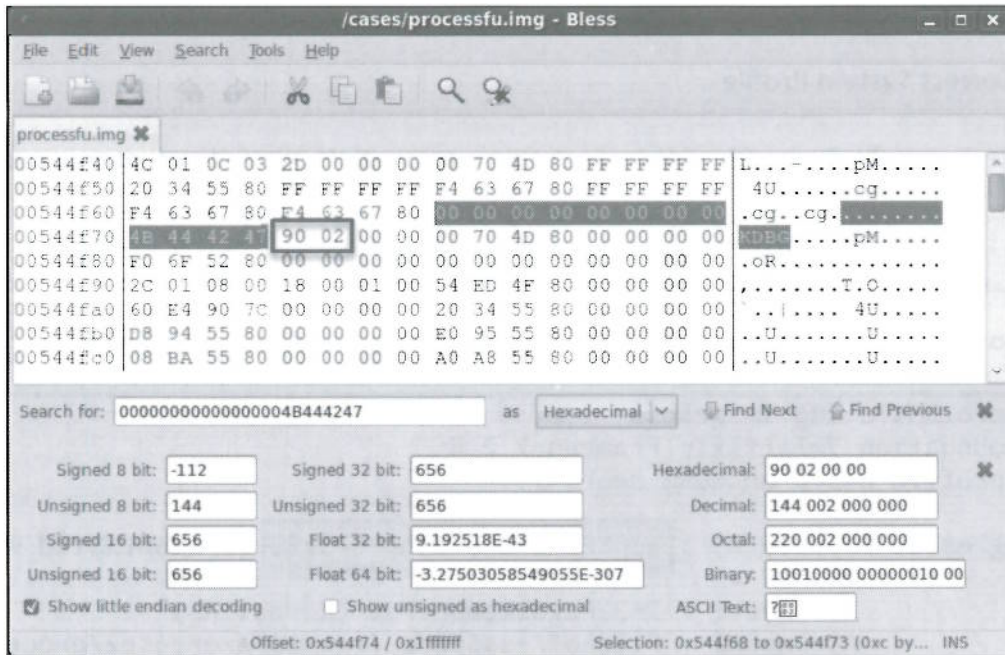 /cases/processfu.img - Bless
File Edit View Search Tools Help
processfu.img
00544f40 4C 01 0C 03 2D 00 00 00 00 70 4D 80 FF FF FF FF L...-....pM.....
00544f50 20 34 55 80 FF FF FF FF F4 63 67 80 FF FF FF FF 4U......cg.....
00544f60 F4 63 67 80 F4 63 67 80 00 00 00 00 00 00 00 00 .cg..cg.........
00544f70 4B 44 42 47 90 02 00 00 00 70 4D 80 00 00 00 00 KDBG.....pM.....
00544f80 F0 6F 52 80 00 00 00 00 00 00 00 00 00 00 00 00 .oR.............
00544f90 2C 01 08 00 18 00 01 00 54 ED 4F 80 00 00 00 00 ,.......T.O.....
00544fa0 60 E4 90 7C 00 00 00 00 20 34 55 80 00 00 00 00 `..|.... 4U.....
00544fb0 D8 94 55 80 00 00 00 00 E0 95 55 80 00 00 00 00 ..U.......U.....
00544fc0 08 BA 55 80 00 00 00 00 A0 A8 55 80 00 00 00 00 ..U.......U.....
Search for: 00000000000000004B444247 as Hexadecimal Find Next Find Previous
Signed 8 bit: -112 Signed 32 bit: 656 Hexadecimal: 90 02 00 00
Unsigned 8 bit: 144 Unsigned 32 bit: 656 Decimal: 144 002 000 000
Signed 16 bit: 656 Float 32 bit: 9.192518E-43 Octal: 220 002 000 000
Unsigned 16 bit: 656 Float 64 bit: -3.27503058549055E-307 Binary: 10010000 00000010 00
Show little endian decoding Show unsigned as hexadecimal ASCII Text: ?
Offset: 0x544f74 / 0x1fffffff Selection: 0x544f68 to 0x544f73 (0xc by... INS